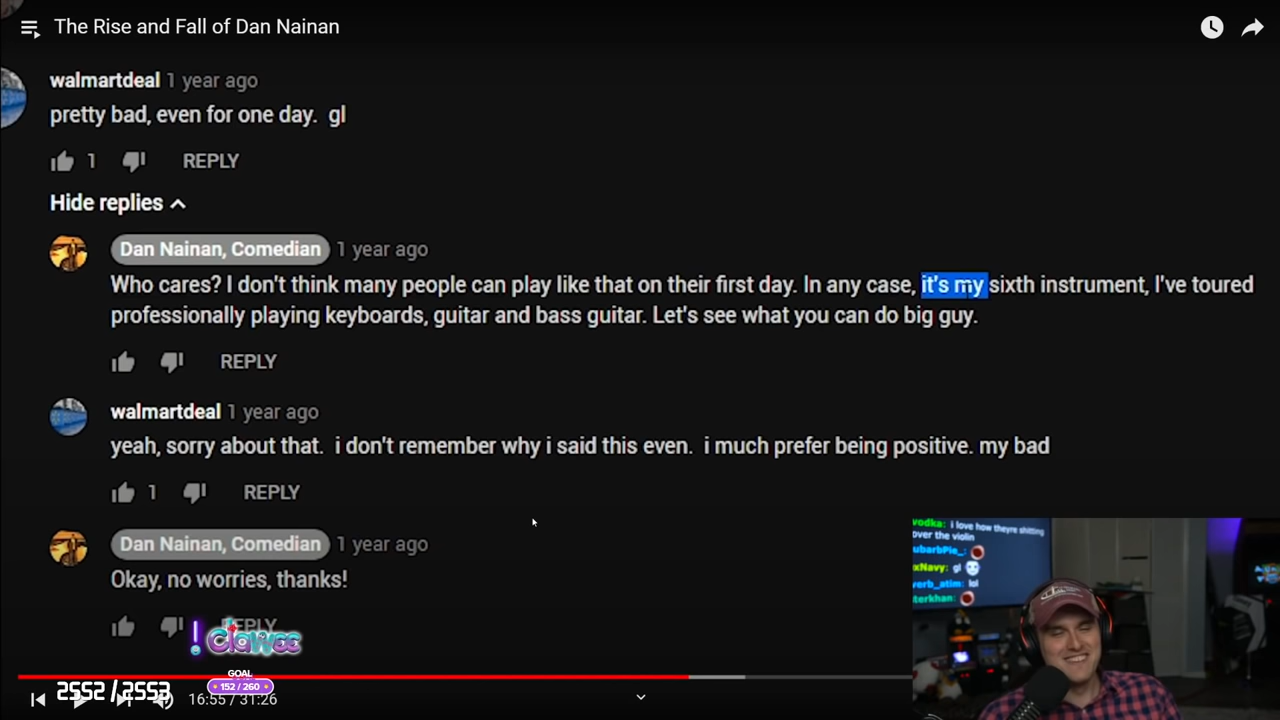 The Rise and Fall of Dan Nainan
walmartdeal 1 year ago
pretty bad, even for one day. gl
1 REPLY
Hide replies
Dan Nainan, Comedian 1 year ago
Who cares? I don't think many people can play like that on their first day. In any case, it's my sixth instrument, I've toured
professionally playing keyboards, guitar and bass guitar. Let's see what you can do big guy.
REPLY
walmartdeal 1 year ago
yeah, sorry about that. i don't remember why i said this even. i much prefer being positive. my bad
1 REPLY
Dan Nainan, Comedian 1 year ago
Okay, no worries, thanks!
REPLY
! Clawee
GOAL
152 / 260
2552 / 2553
16:55 / 31:26
vodka: i love how theyre shitting
over the violin
ubarbPie_:
xNavy: gl
verb_atim: lol
terkhan: